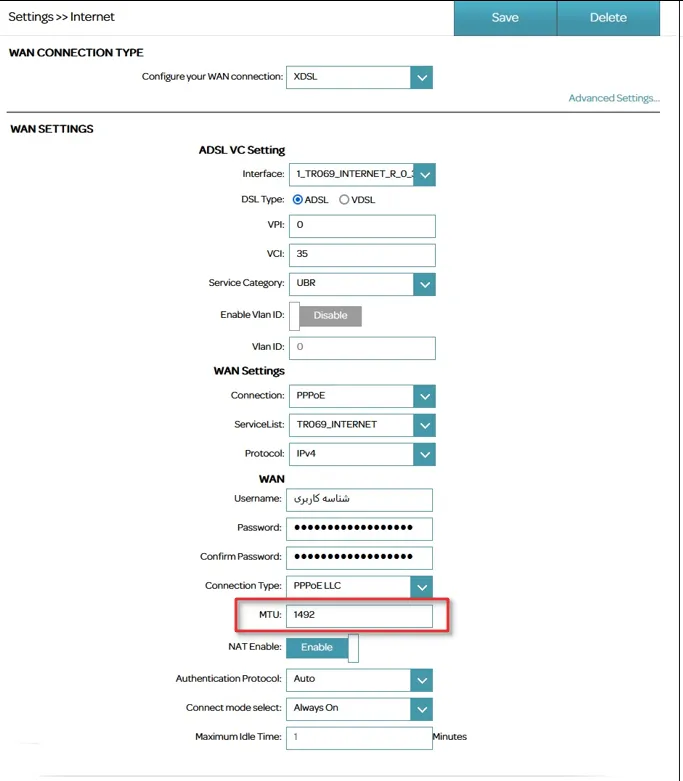 Settings >> Internet Save Delete
WAN CONNECTION TYPE
Configure your WAN connection: XDSL
Advanced Settings...
WAN SETTINGS
ADSL VC Setting
Interface: 1_TR069_INTERNET_R_0_
DSL Type: ADSL VDSL
VPI: 0
VCI: 35
Service Category: UBR
Enable Vlan ID: Disable
Vlan ID: 0
WAN Settings
Connection: PPPoE
ServiceList: TR069_INTERNET
Protocol: IPv4
WAN
Username: شناسه کاربری
Password: ●●●●●●●●●●●●●●●●●●
Confirm Password: ●●●●●●●●●●●●●●●●●●
Connection Type: PPPoE LLC
MTU: 1492
NAT Enable: Enable
Authentication Protocol: Auto
Connect mode select: Always On
Maximum Idle Time: 1 Minutes